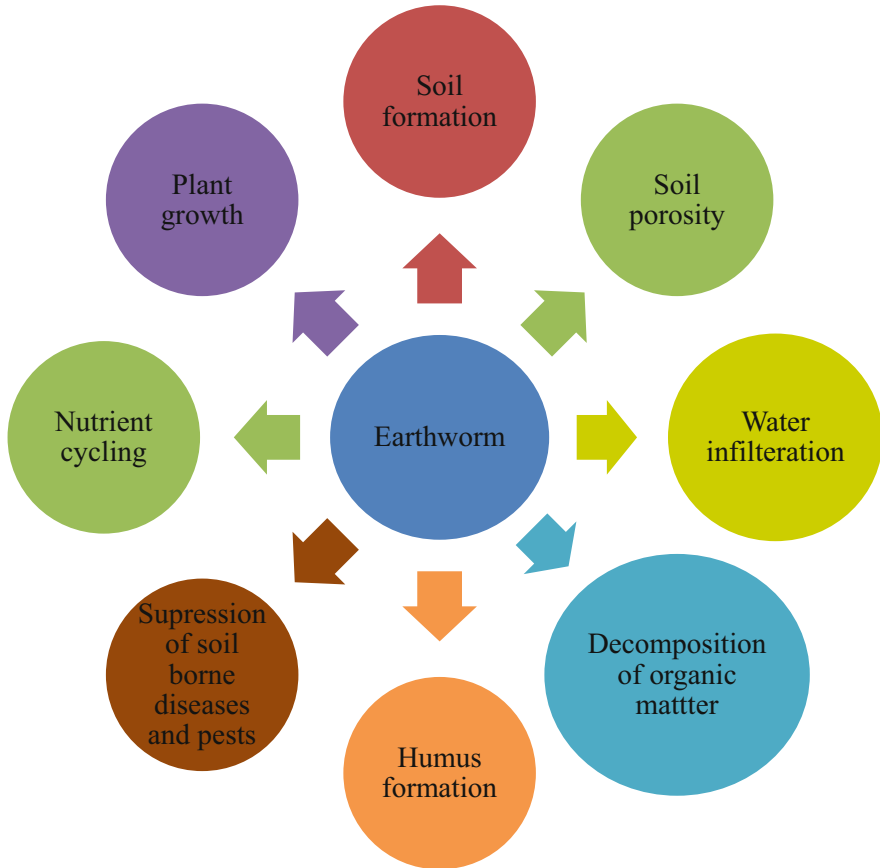 Soil
formation
Soil
porosity
Water
infilteration
Decomposition
of organic
mattter
Humus
formation
Supression
of soil
borne
diseases
and pests
Nutrient
cycling
Plant
growth
Earthworm